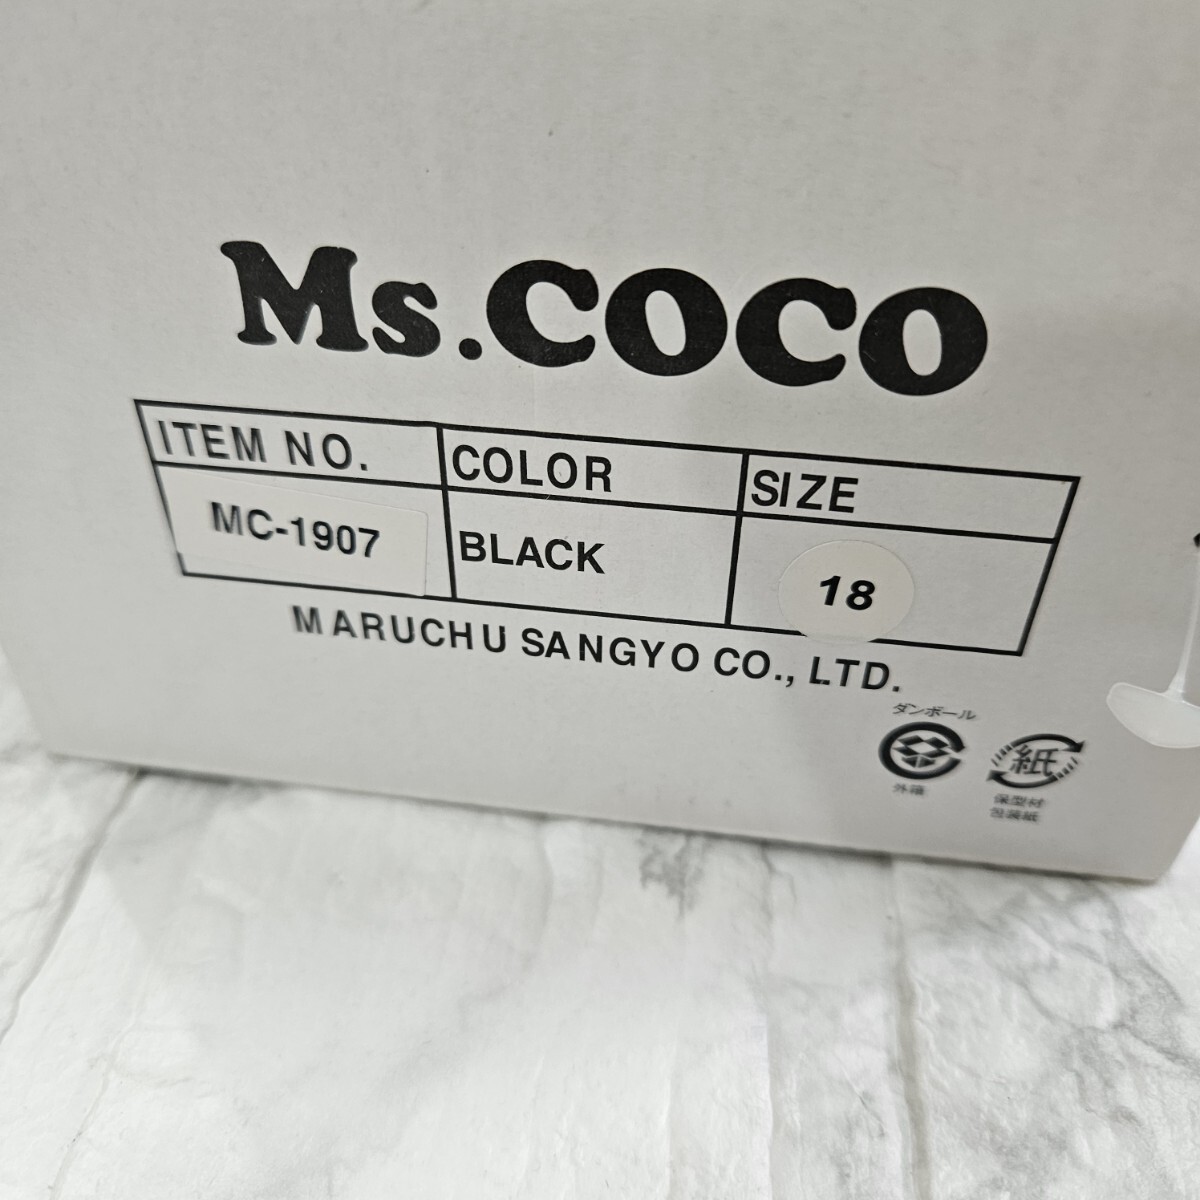 Ms.COCO
ITEM NO. COLOR SIZE
MC-1907 BLACK 18
MARUCHU SANGYO CO., LTD.
ダンボール
紙
外箱
保型材
包装紙